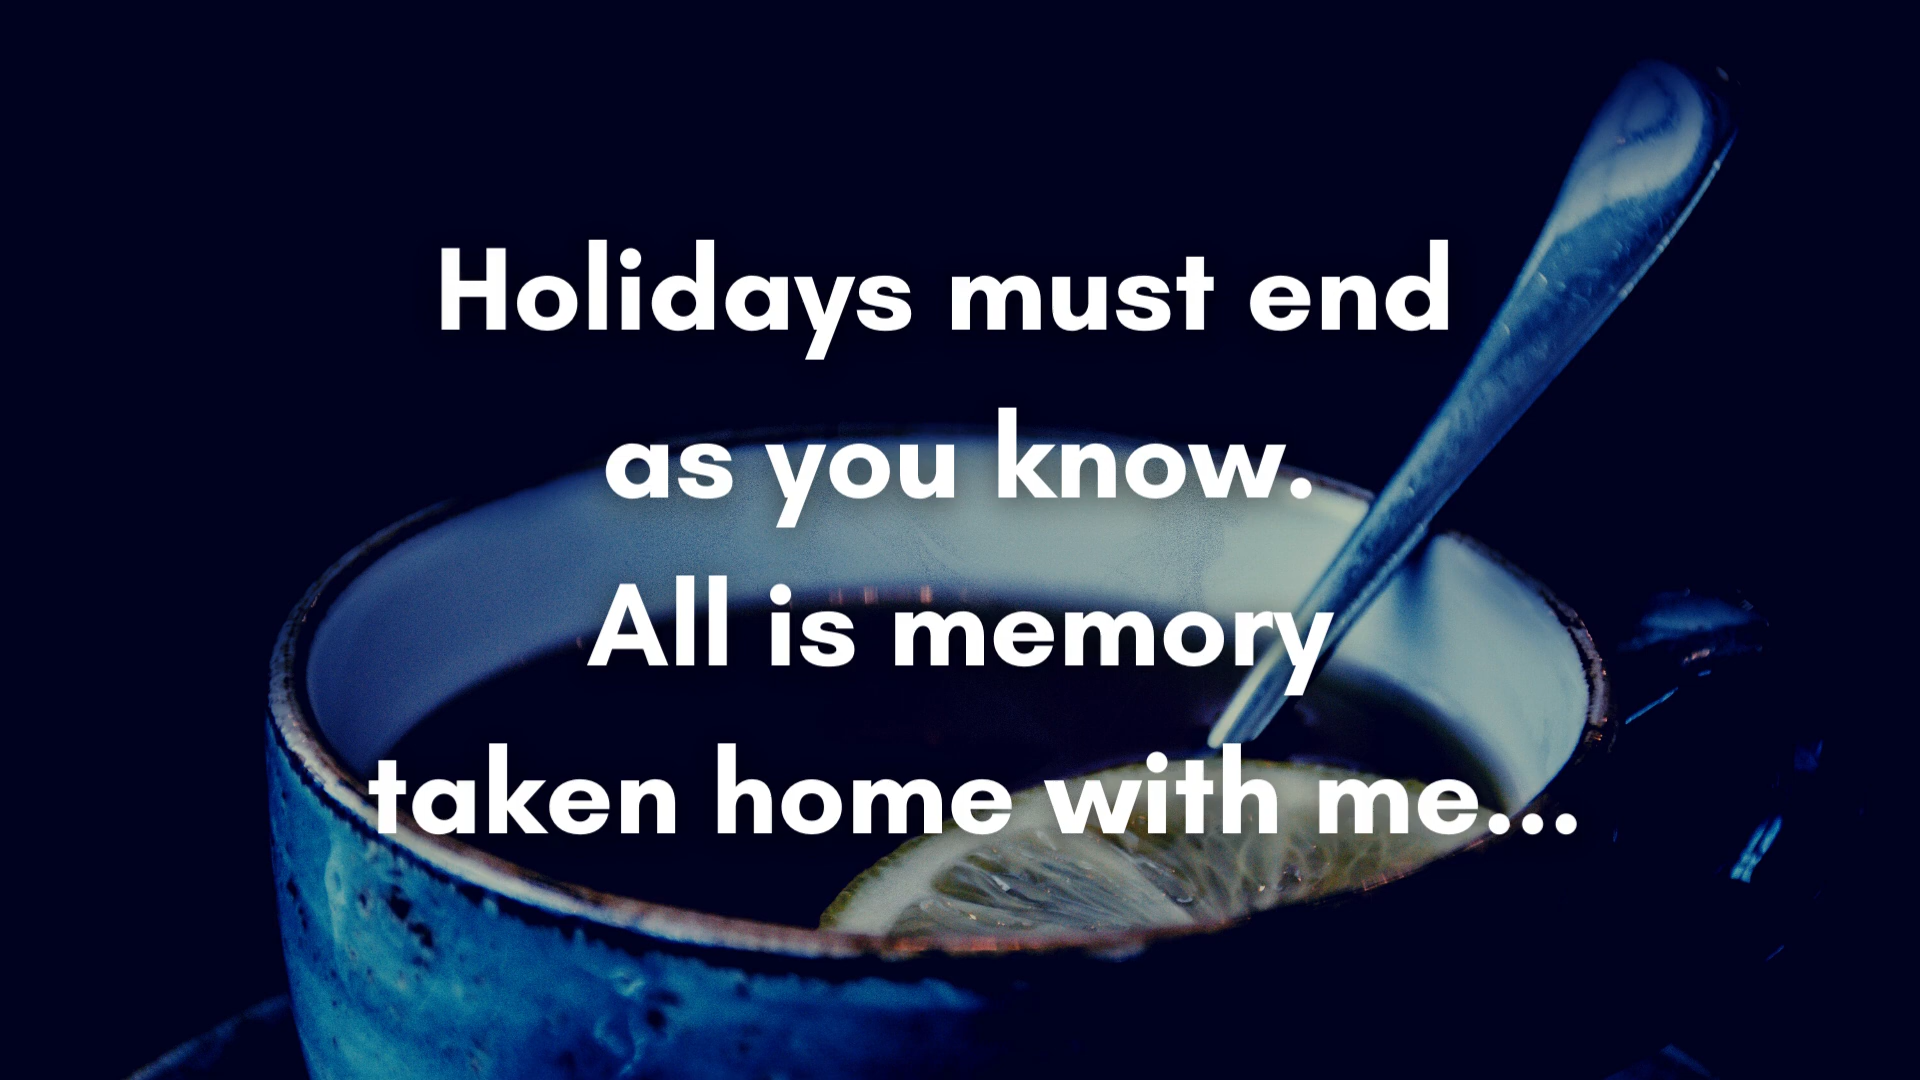 Holidays must end
as you know.
All is memory
taken home with me...